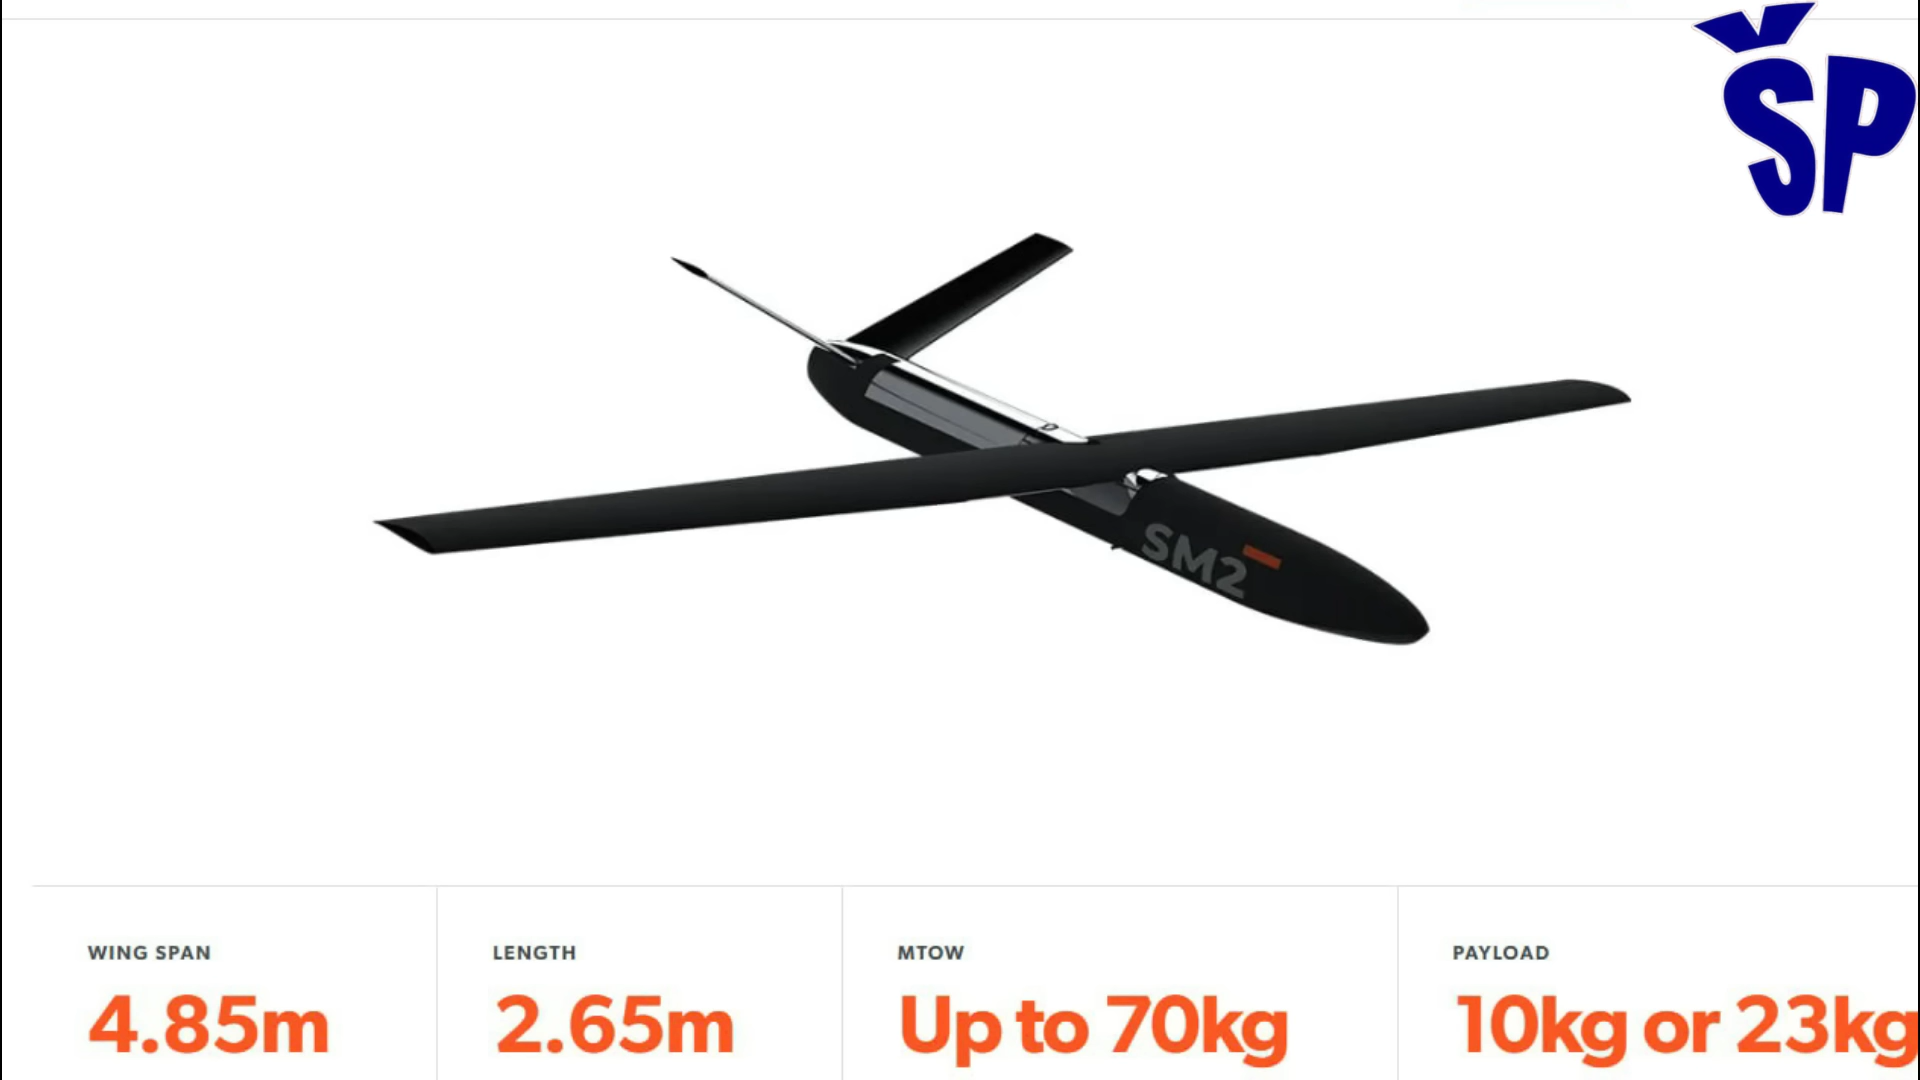 ŠP
SM2
WING SPAN
LENGTH
MTOW
PAYLOAD
4.85m
2.65m
Up to 70kg
10kg or 23kg